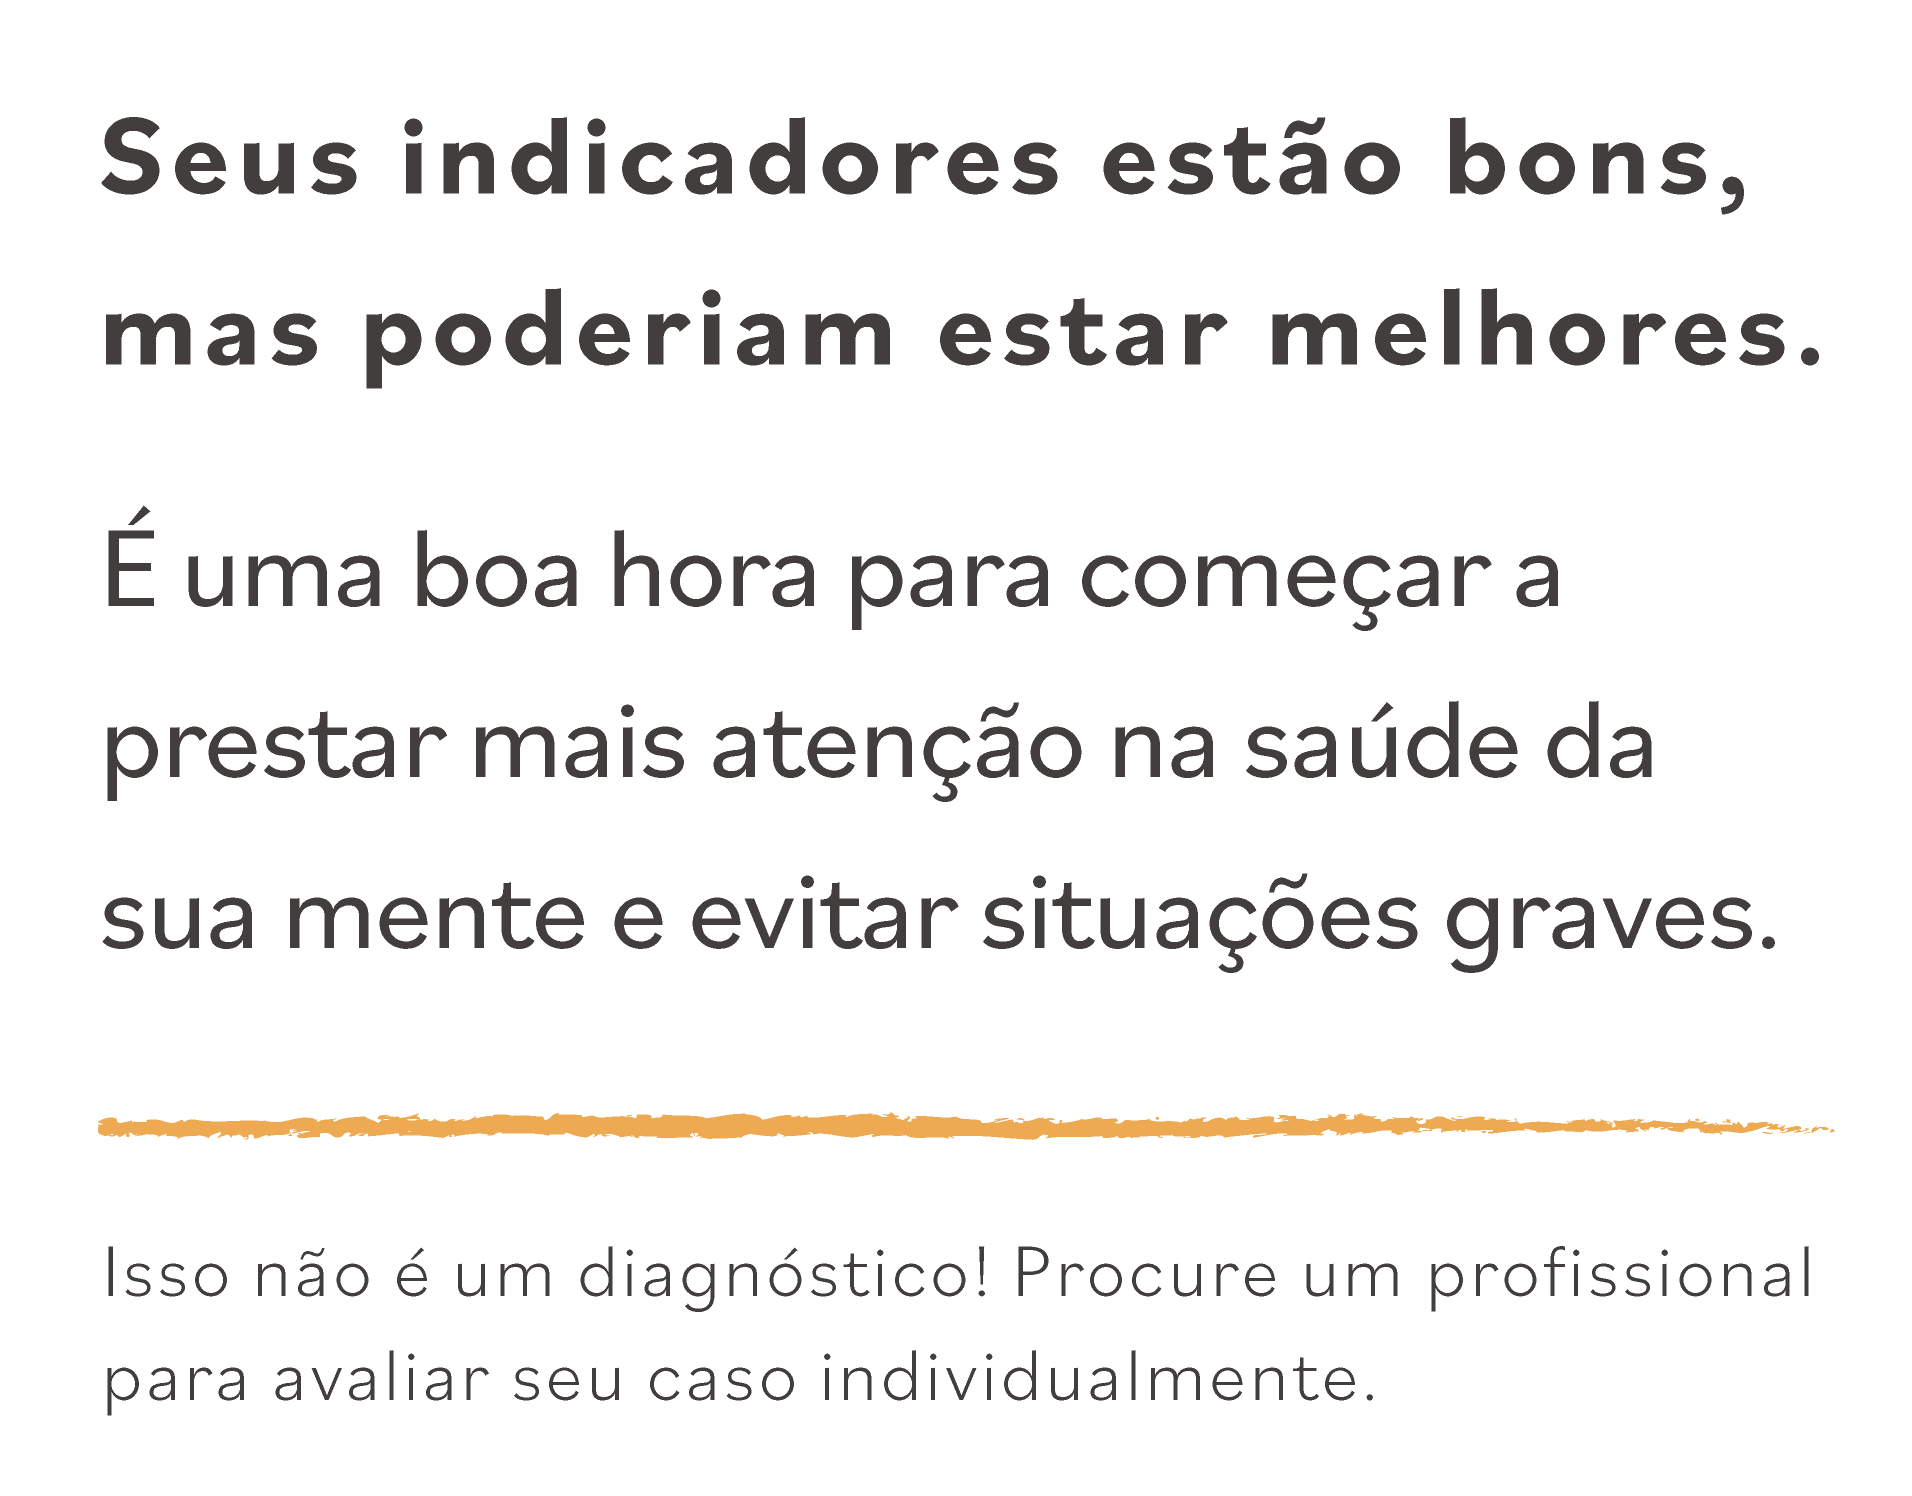 Seus indicadores estão bons,
mas poderiam estar melhores.
É uma boa hora para começar a
prestar mais atenção na saúde da
sua mente e evitar situações graves.
Isso não é um diagnóstico! Procure um profissional
para avaliar seu caso individualmente.